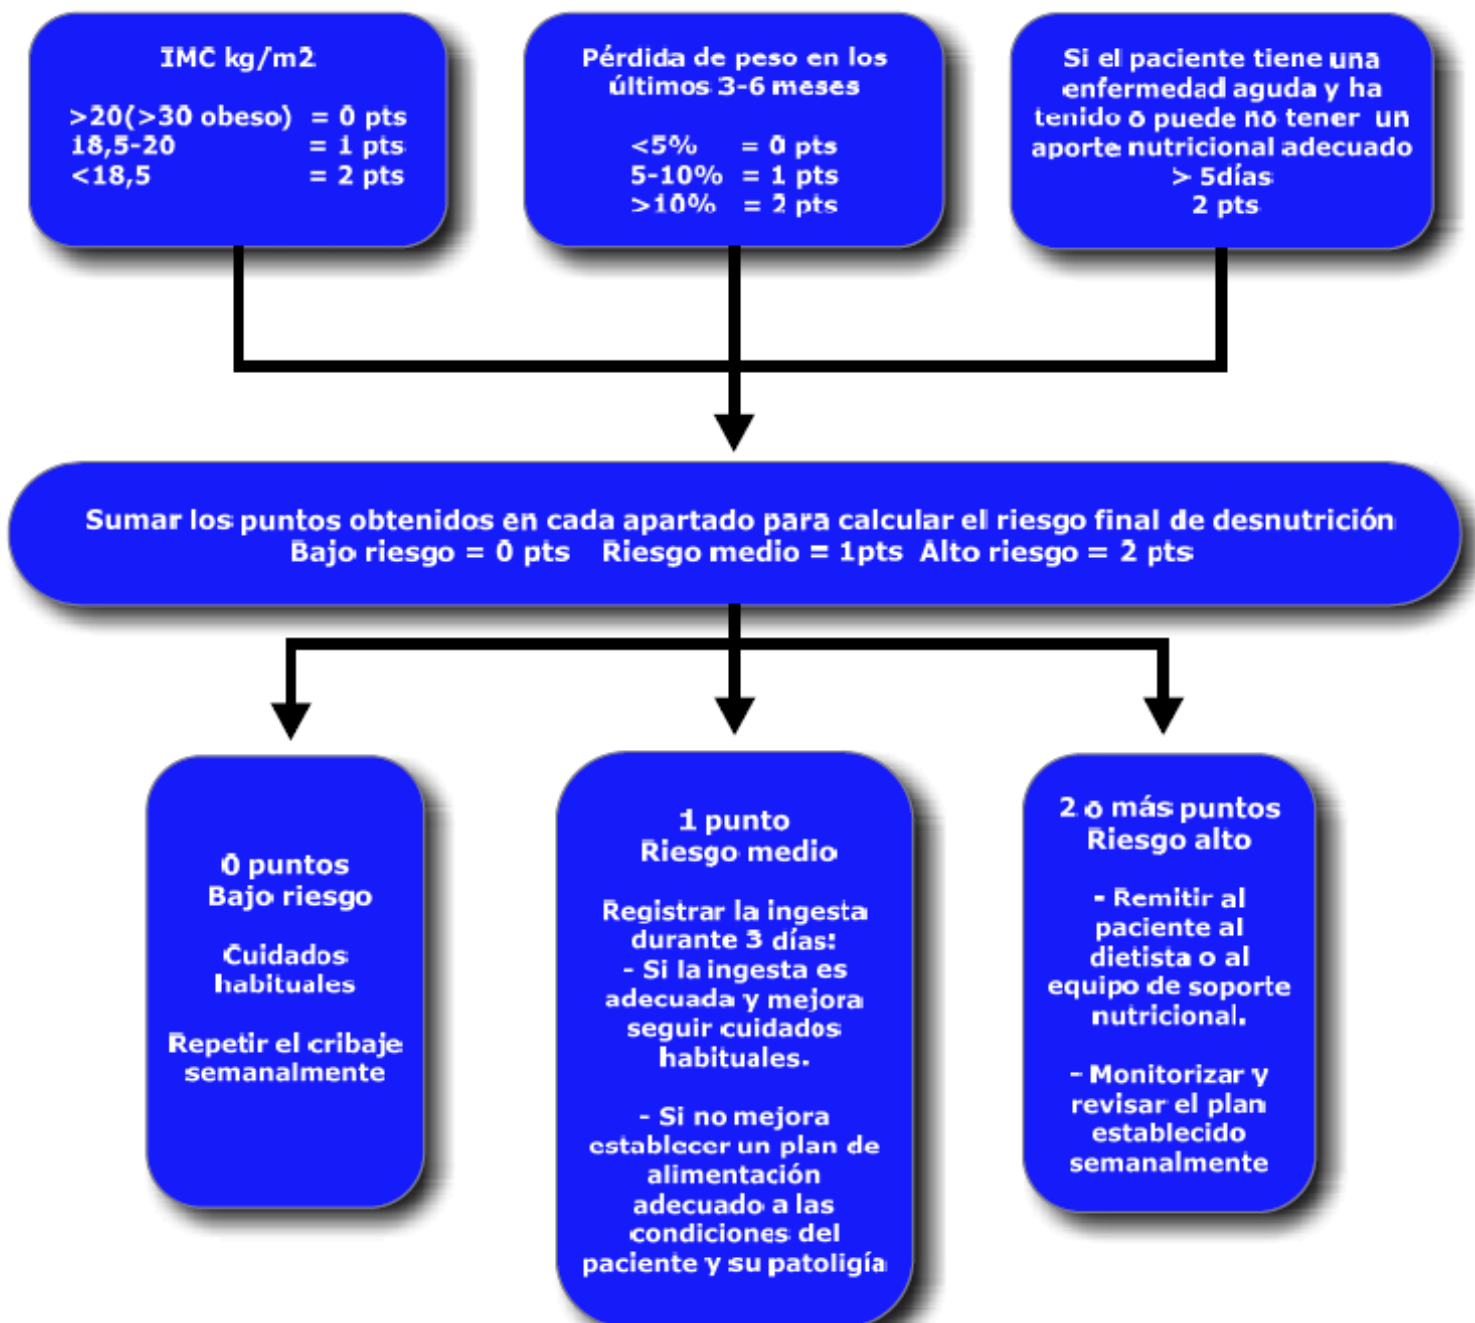 IMC kg/m2
>20(>30 obeso) = 0 pts
18,5-20 = 1 pts
<18,5 = 2 pts
Pérdida de peso en los
últimos 3-6 meses
<5% = 0 pts
5-10% = 1 pts
>10% = 2 pts
Si el paciente tiene una
enfermedad aguda y ha
tenido o puede no tener un
aporte nutricional adecuado
> 5días
2 pts
Sumar los puntos obtenidos en cada apartado para calcular el riesgo final de desnutrición
Bajo riesgo = 0 pts Riesgo medio = 1pts Alto riesgo = 2 pts
0 puntos
Bajo riesgo
Cuidados
habituales
Repetir el cribaje
semanalmente
1 punto
Riesgo medio
Registrar la ingesta
durante 3 días:
- Si la ingesta es
adecuada y mejora
seguir cuidados
habituales.
- Si no mejora
establecer un plan de
alimentación
adecuado a las
condiciones del
paciente y su patoligía
2 o más puntos
Riesgo alto
- Remitir al
paciente al
dietista o al
equipo de soporte
nutricional.
- Monitorizar y
revisar el plan
establecido
semanalmente